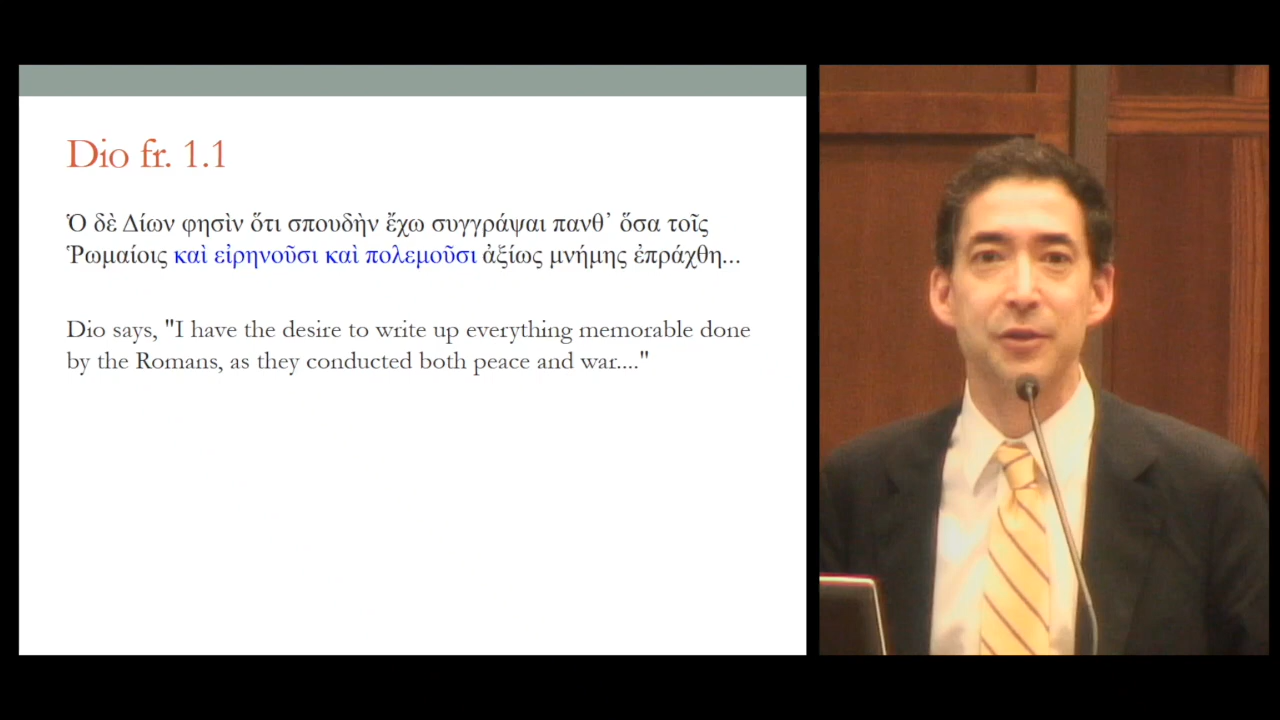 Dio fr. 1.1
Ὁ δὲ Δίων φησὶν ὅτι σπουδὴν ἔχω συγγράψαι πανθ᾽ ὅσα τοῖς
Ῥωμαίοις καὶ εἰρηνοῦσι καὶ πολεμοῦσι ἀξίως μνήμης ἐπράχθη...
Dio says, "I have the desire to write up everything memorable done
by the Romans, as they conducted both peace and war...."